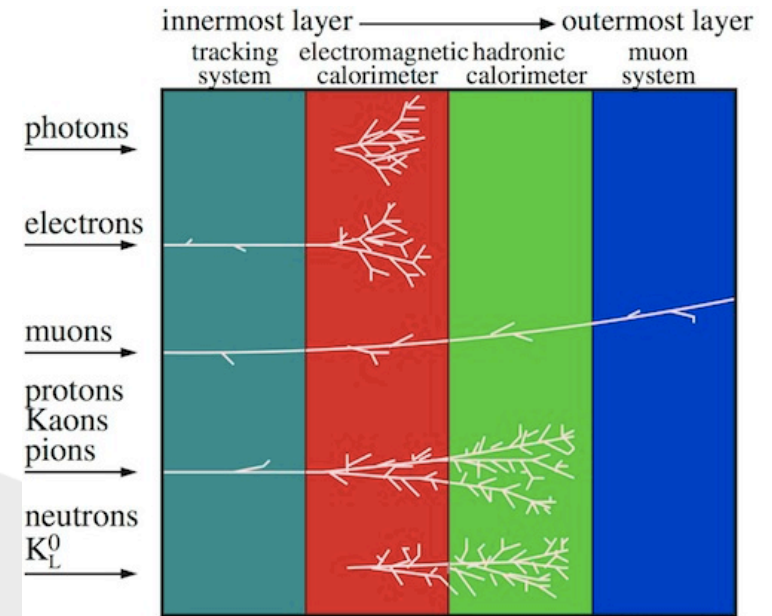 innermost layer outermost layer
tracking system
electromagnetic calorimeter
hadronic calorimeter
muon system
photons
electrons
muons
protons
Kaons
pions
neutrons
K⁰_L